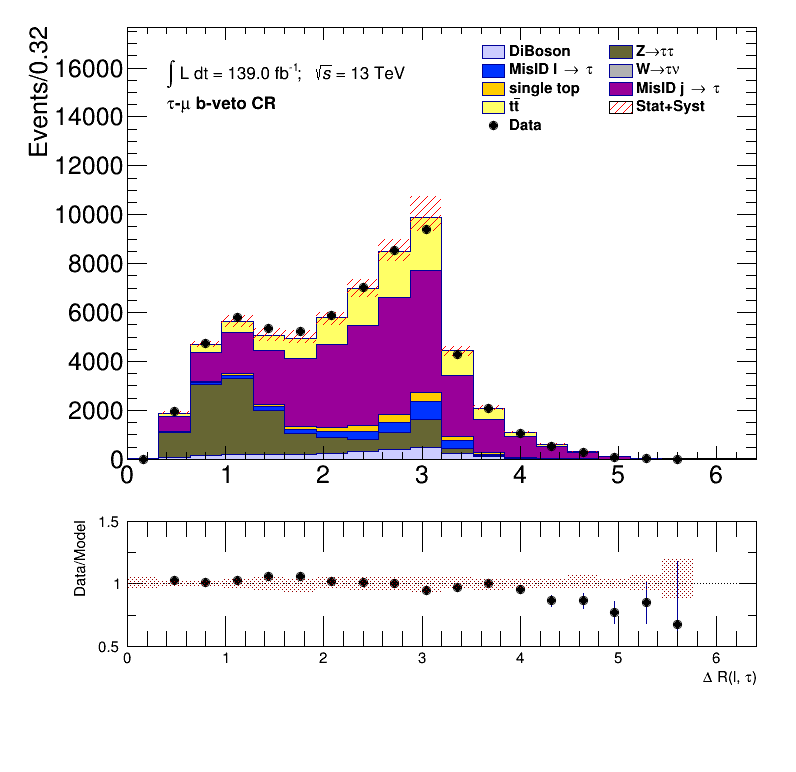 Events/0.32
16000
14000
12000
10000
8000
6000
4000
2000
0
∫ L dt = 139.0 fb⁻¹; √s = 13 TeV
τ-μ b-veto CR
DiBoson
MisID l → τ
single top
tt̄
Data
Z→ττ
W→τν
MisID j → τ
Stat+Syst
0 1 2 3 4 5 6
Data/Model
1.5
1
0.5
0 1 2 3 4 5 6
Δ R(l, τ)